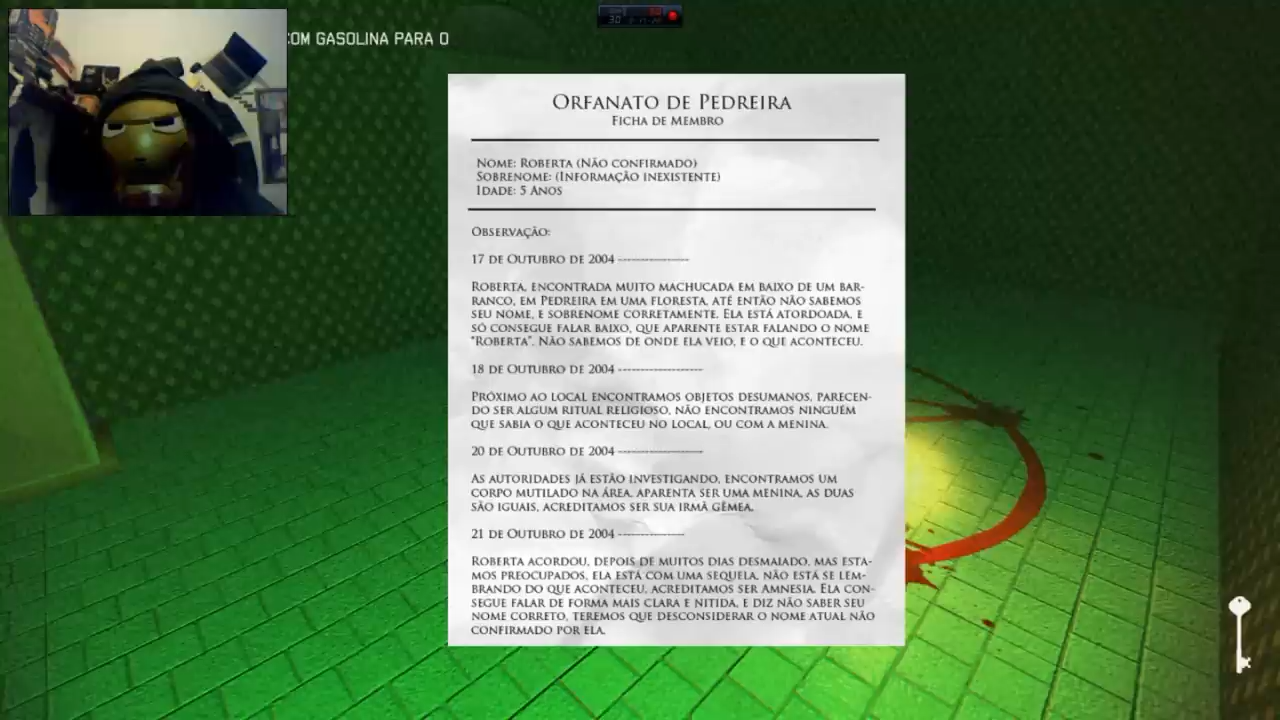 COM GASOLINA PARA O
ORFANATO DE PEDREIRA
FICHA DE MEMBRO
NOME: ROBERTA (NÃO CONFIRMADO)
SOBRENOME: (INFORMAÇÃO INEXISTENTE)
IDADE: 5 ANOS
OBSERVAÇÃO:
17 DE OUTUBRO DE 2004 -----------------
ROBERTA, ENCONTRADA MUITO MACHUCADA EM BAIXO DE UM BAR-
RANCO, EM PEDREIRA EM UMA FLORESTA, ATÉ ENTÃO NÃO SABEMOS
SEU NOME, E SOBRENOME CORRETAMENTE. ELA ESTÁ ATORDOADA, E
SÓ CONSEGUE FALAR BAIXO, QUE APARENTE ESTAR FALANDO O NOME
"ROBERTA". NÃO SABEMOS DE ONDE ELA VEIO, E O QUE ACONTECEU.
18 DE OUTUBRO DE 2004 --------------------
PRÓXIMO AO LOCAL ENCONTRAMOS OBJETOS DESUMANOS, PARECEN-
DO SER ALGUM RITUAL RELIGIOSO, NÃO ENCONTRAMOS NINGUÉM
QUE SABIA O QUE ACONTECEU NO LOCAL, OU COM A MENINA.
20 DE OUTUBRO DE 2004 --------------------
AS AUTORIDADES JÁ ESTÃO INVESTIGANDO, ENCONTRAMOS UM
CORPO MUTILADO NA ÁREA, APARENTA SER UMA MENINA, AS DUAS
SÃO IGUAIS, ACREDITAMOS SER SUA IRMÃ GÊMEA.
21 DE OUTUBRO DE 2004 ----------------
ROBERTA ACORDOU, DEPOIS DE MUITOS DIAS DESMAIADO, MAS ESTA-
MOS PREOCUPADOS, ELA ESTÁ COM UMA SEQUELA, NÃO ESTÁ SE LEM-
BRANDO DO QUE ACONTECEU, ACREDITAMOS SER AMNESIA. ELA CON-
SEGUE FALAR DE FORMA MAIS CLARA E NITIDA, E DIZ NÃO SABER SEU
NOME CORRETO, TEREMOS QUE DESCONSIDERAR O NOME ATUAL NÃO
CONFIRMADO POR ELA.